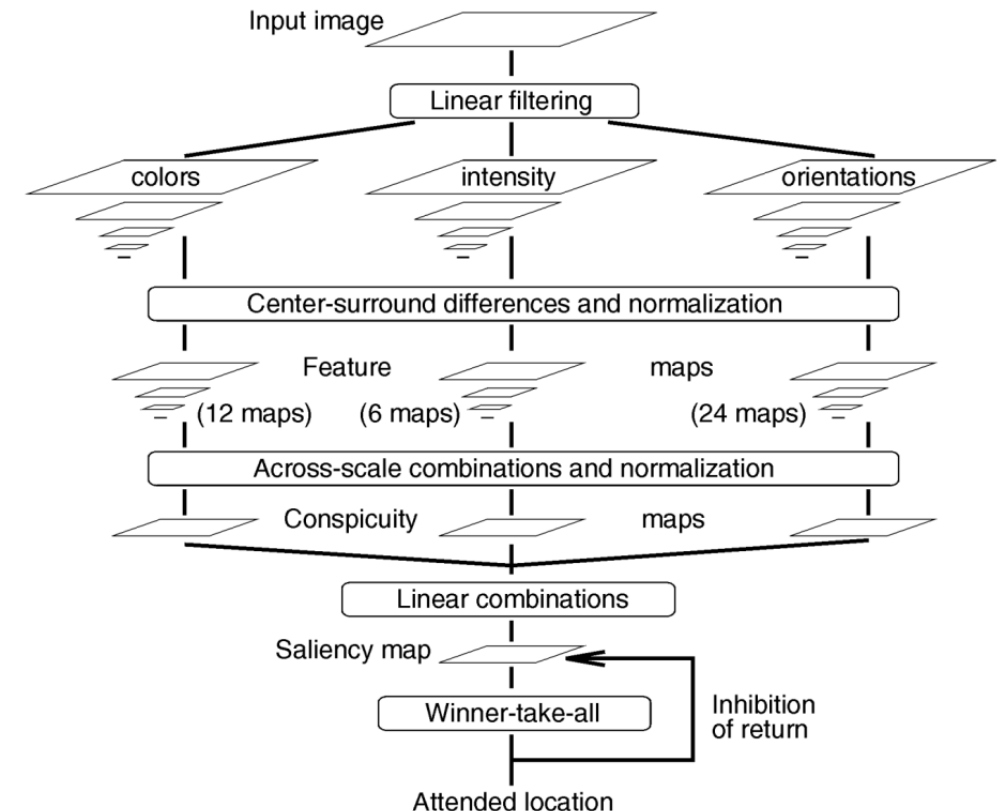 Input image
Linear filtering
colors
intensity
orientations
Center-surround differences and normalization
Feature maps
(12 maps)
(6 maps)
(24 maps)
Across-scale combinations and normalization
Conspicuity maps
Linear combinations
Saliency map
Winner-take-all
Inhibition
of return
Attended location